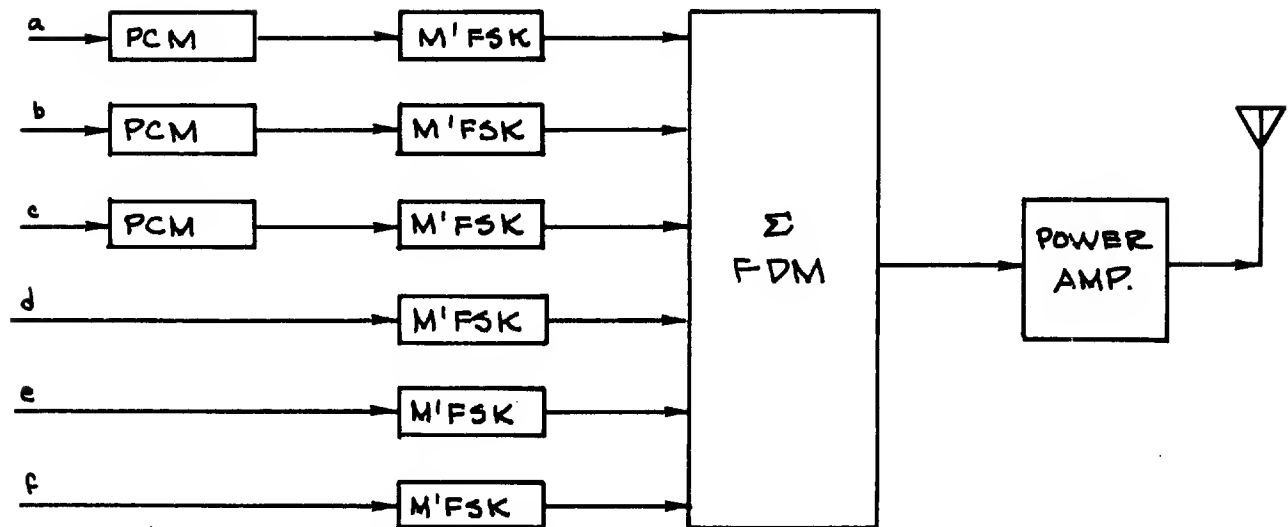 a PCM M'FSK
b PCM M'FSK
c PCM M'FSK
d M'FSK
e M'FSK
f M'FSK
Σ
FDM
POWER
AMP.